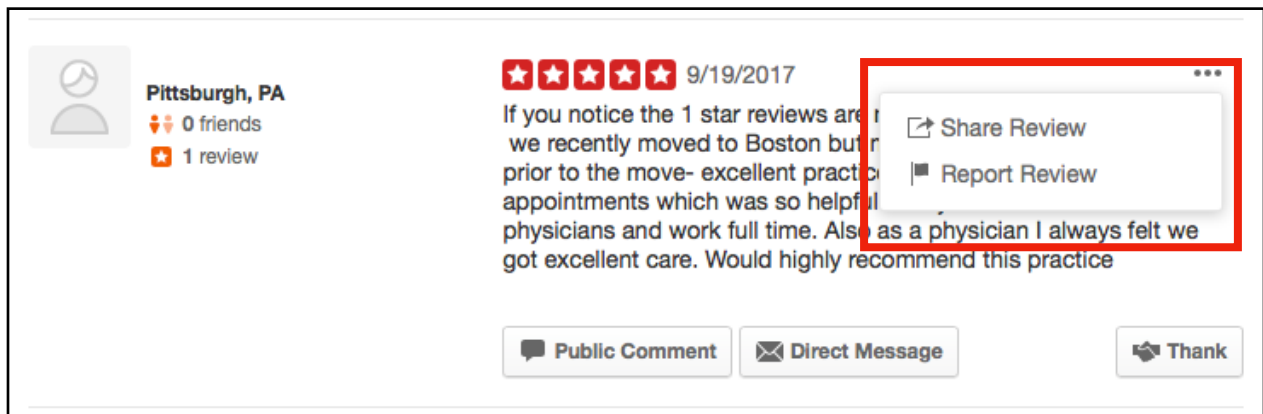 Pittsburgh, PA
0 friends
1 review
9/19/2017
If you notice the 1 star reviews are
we recently moved to Boston but
prior to the move- excellent practic
appointments which was so helpful
physicians and work full time. Also as a physician I always felt we
got excellent care. Would highly recommend this practice
Share Review
Report Review
Public Comment
Direct Message
Thank